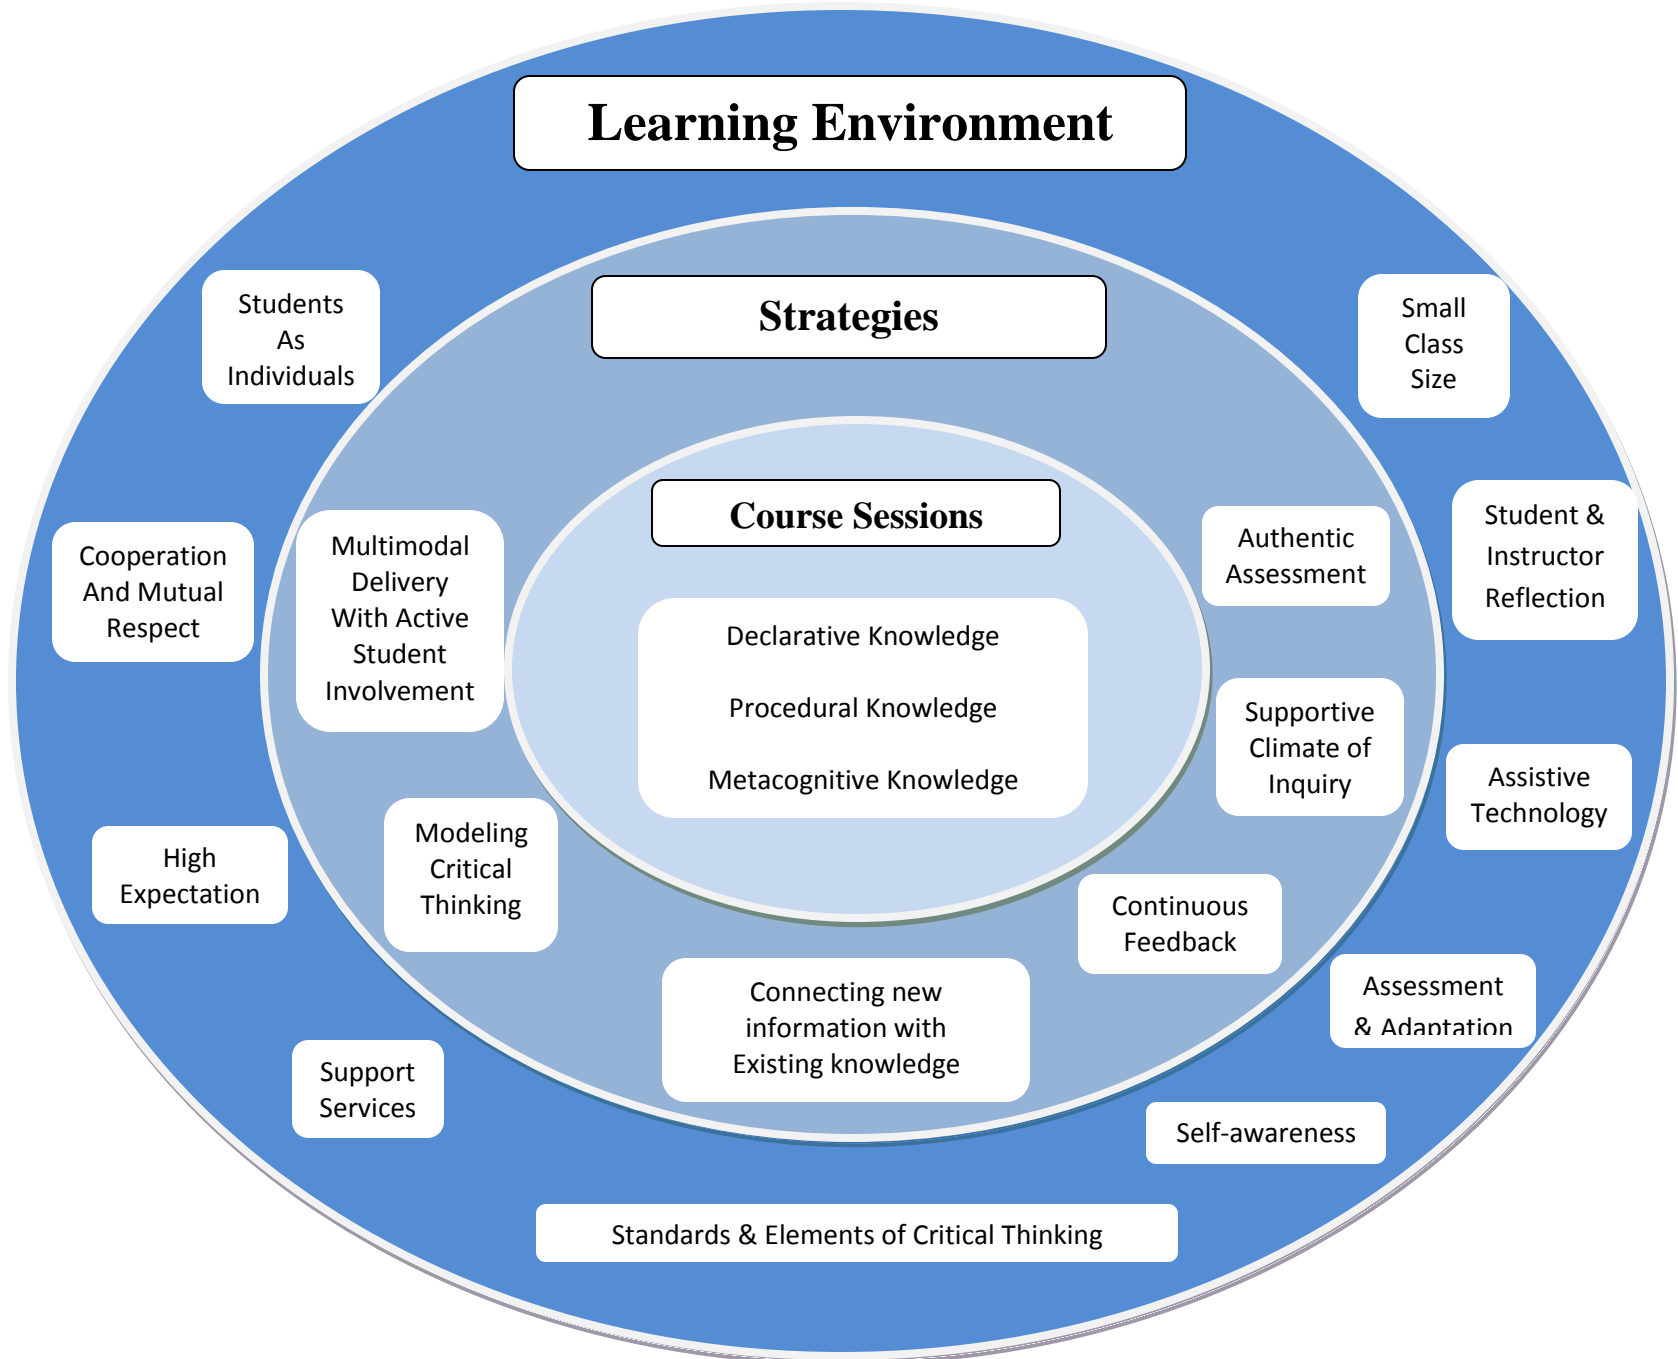 Learning Environment
Strategies
Course Sessions
Declarative Knowledge
Procedural Knowledge
Metacognitive Knowledge
Students
As
Individuals
Cooperation
And Mutual
Respect
High
Expectation
Support
Services
Standards & Elements of Critical Thinking
Self-awareness
Assessment
& Adaptation
Assistive
Technology
Student &
Instructor
Reflection
Small
Class
Size
Multimodal
Delivery
With Active
Student
Involvement
Modeling
Critical
Thinking
Connecting new
information with
Existing knowledge
Continuous
Feedback
Supportive
Climate of
Inquiry
Authentic
Assessment